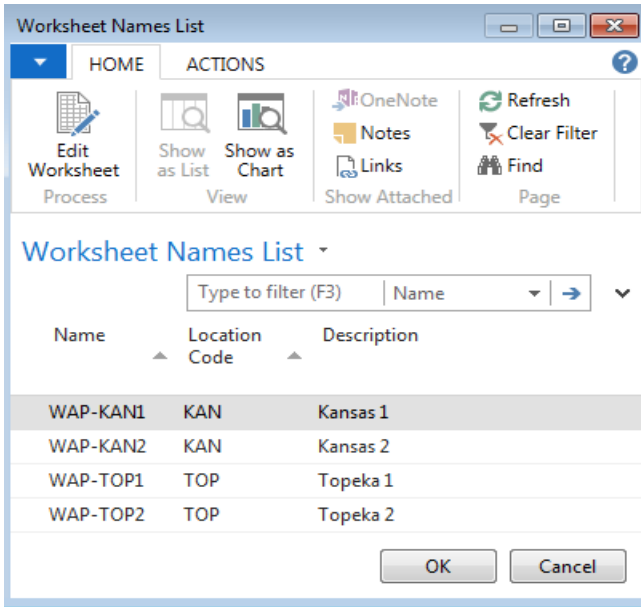 Worksheet Names List
HOME ACTIONS
Edit Worksheet
Process
Show as List
Show as Chart
View
OneNote
Notes
Links
Show Attached
Refresh
Clear Filter
Find
Page
Worksheet Names List
Type to filter (F3) Name
Name Location Code Description
WAP-KAN1 KAN Kansas 1
WAP-KAN2 KAN Kansas 2
WAP-TOP1 TOP Topeka 1
WAP-TOP2 TOP Topeka 2
OK Cancel